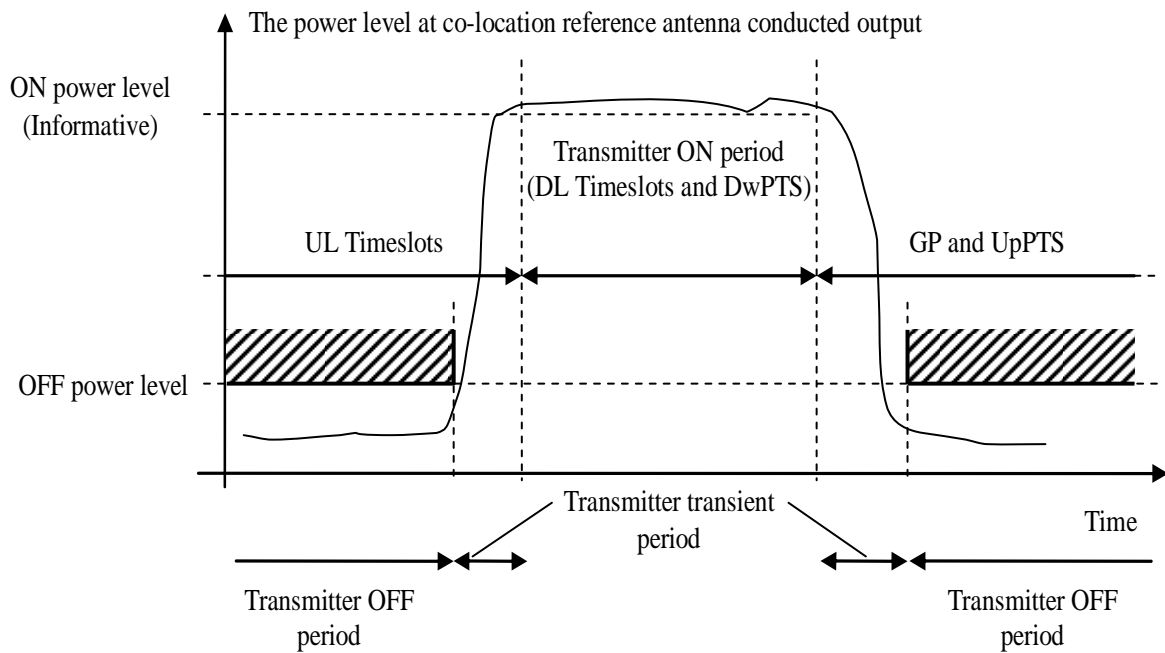 The power level at co-location reference antenna conducted output
ON power level
(Informative)
Transmitter ON period
(DL Timeslots and DwPTS)
UL Timeslots
GP and UpPTS
OFF power level
Transmitter transient
period
Time
Transmitter OFF
period
Transmitter OFF
period